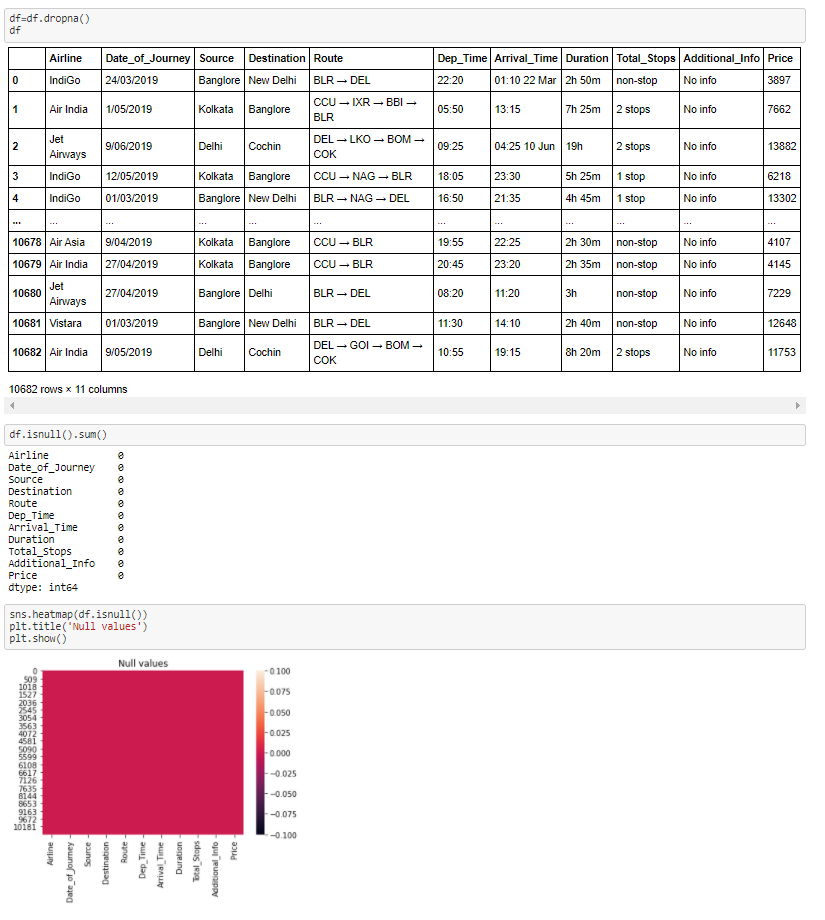 df=df.dropna()
df
Airline Date_of_Journey Source Destination Route Dep_Time Arrival_Time Duration Total_Stops Additional_Info Price
0 IndiGo 24/03/2019 Banglore New Delhi BLR → DEL 22:20 01:10 22 Mar 2h 50m non-stop No info 3897
1 Air India 1/05/2019 Kolkata Banglore CCU → IXR → BBI → BLR 05:50 13:15 7h 25m 2 stops No info 7662
2 Jet Airways 9/06/2019 Delhi Cochin DEL → LKO → BOM → COK 09:25 04:25 10 Jun 19h 2 stops No info 13882
3 IndiGo 12/05/2019 Kolkata Banglore CCU → NAG → BLR 18:05 23:30 5h 25m 1 stop No info 6218
4 IndiGo 01/03/2019 Banglore New Delhi BLR → NAG → DEL 16:50 21:35 4h 45m 1 stop No info 13302
... ... ... ... ... ... ... ... ... ... ... ...
10678 Air Asia 9/04/2019 Kolkata Banglore CCU → BLR 19:55 22:25 2h 30m non-stop No info 4107
10679 Air India 27/04/2019 Kolkata Banglore CCU → BLR 20:45 23:20 2h 35m non-stop No info 4145
10680 Jet Airways 27/04/2019 Banglore Delhi BLR → DEL 08:20 11:20 3h non-stop No info 7229
10681 Vistara 01/03/2019 Banglore New Delhi BLR → DEL 11:30 14:10 2h 40m non-stop No info 12648
10682 Air India 9/05/2019 Delhi Cochin DEL → GOI → BOM → COK 10:55 19:15 8h 20m 2 stops No info 11753
10682 rows × 11 columns
df.isnull().sum()
Airline 0
Date_of_Journey 0
Source 0
Destination 0
Route 0
Dep_Time 0
Arrival_Time 0
Duration 0
Total_Stops 0
Additional_Info 0
Price 0
dtype: int64
sns.heatmap(df.isnull())
plt.title('Null values')
plt.show()
Null values
0
509
1018
1527
2036
2545
3054
3563
4072
4581
5090
5599
6108
6617
7126
7635
8144
8653
9163
9672
10181
0.100
0.075
0.050
0.025
0.000
−0.025
−0.050
−0.075
−0.100
Airline
Date_of_Journey
Source
Destination
Route
Dep_Time
Arrival_Time
Duration
Total_Stops
Additional_Info
Price